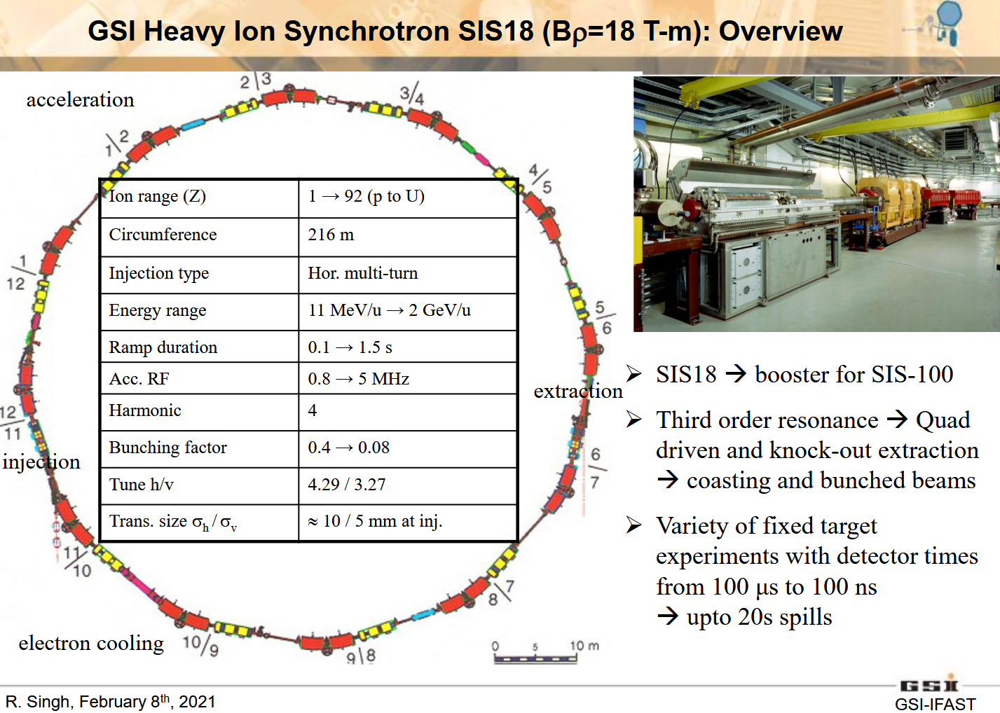 GSI Heavy Ion Synchrotron SIS18 (Bρ=18 T-m): Overview
acceleration
2|3
3/4
1\2
4/5
Ion range (Z) 1 → 92 (p to U)
Circumference 216 m
Injection type Hor. multi-turn
Energy range 11 MeV/u → 2 GeV/u
Ramp duration 0.1 → 1.5 s
Acc. RF 0.8 → 5 MHz
Harmonic 4
Bunching factor 0.4 → 0.08
Tune h/v 4.29 / 3.27
Trans. size σh / σv ≈ 10 / 5 mm at inj.
1
12
5
6
extraction
12
11
injection
6
7
11
10
8\7
electron cooling
10/9
9\8
0 5 10 m
➢ SIS18 → booster for SIS-100
➢ Third order resonance → Quad
driven and knock-out extraction
→ coasting and bunched beams
➢ Variety of fixed target
experiments with detector times
from 100 μs to 100 ns
→ upto 20s spills
R. Singh, February 8th, 2021
GSI
GSI-IFAST